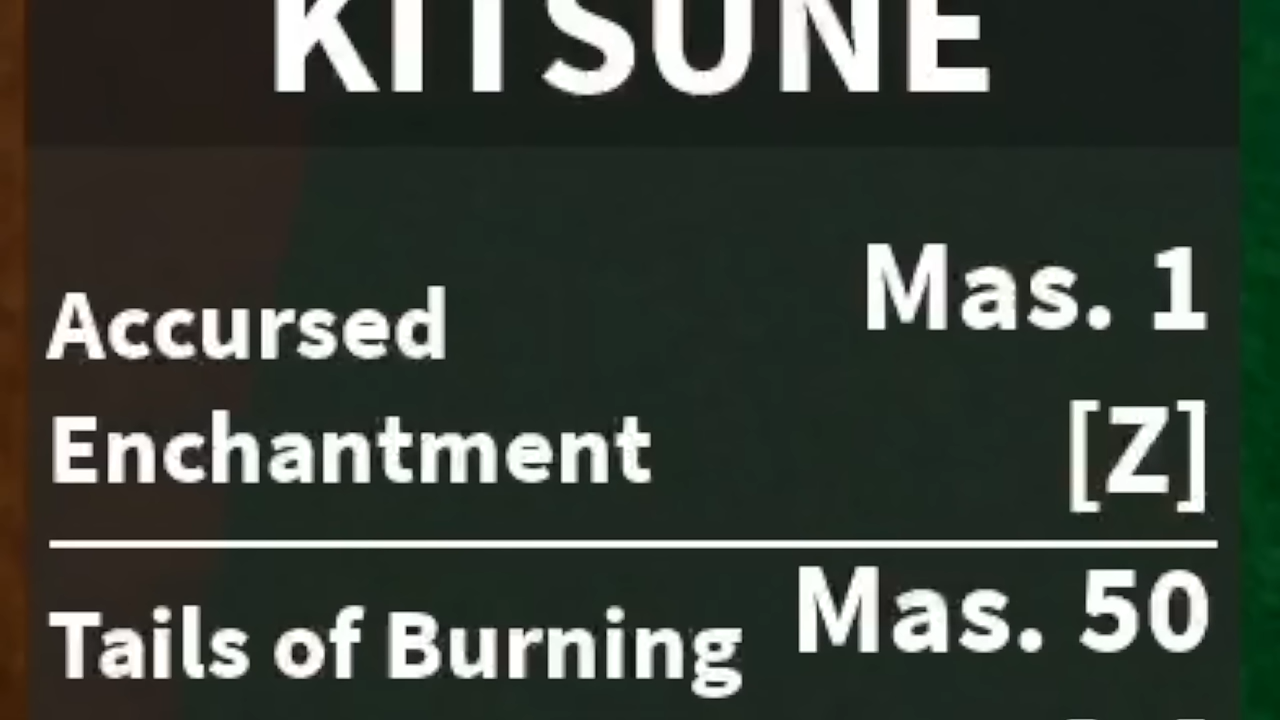 KITSUNE
Accursed
Mas. 1
Enchantment
[Z]
Tails of Burning
Mas. 50